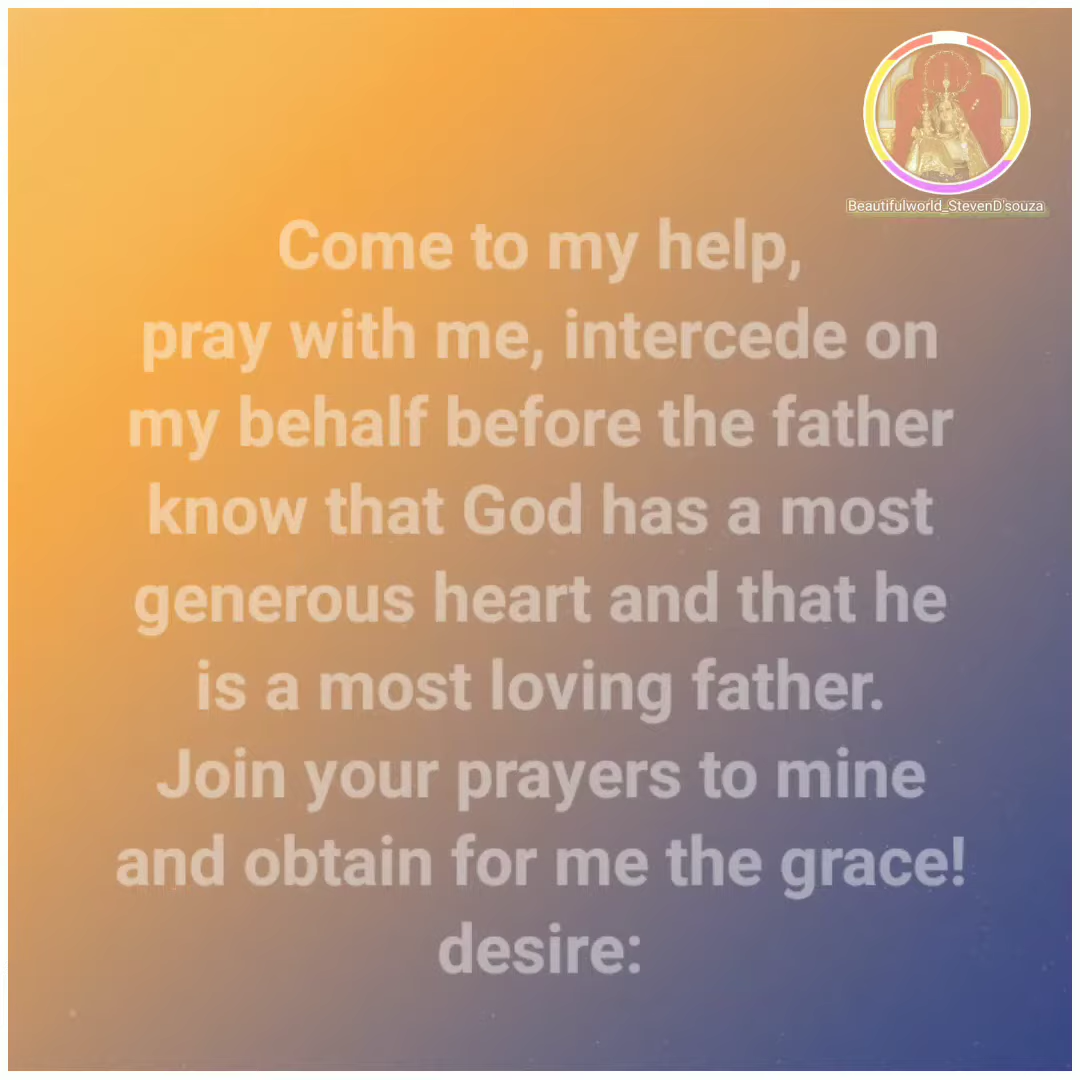 Beautifulworld_StevenD'souza
Come to my help,
pray with me, intercede on
my behalf before the father
know that God has a most
generous heart and that he
is a most loving father.
Join your prayers to mine
and obtain for me the grace!
desire: